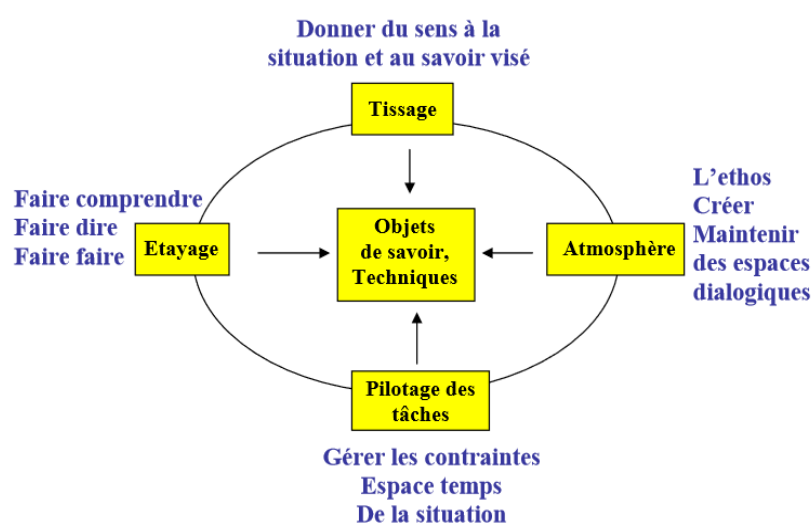 Donner du sens à la
situation et au savoir visé
Tissage
Faire comprendre
Faire dire
Faire faire
Etayage
Objets
de savoir,
Techniques
Atmosphère
L'ethos
Créer
Maintenir
des espaces
dialogiques
Pilotage des
tâches
Gérer les contraintes
Espace temps
De la situation